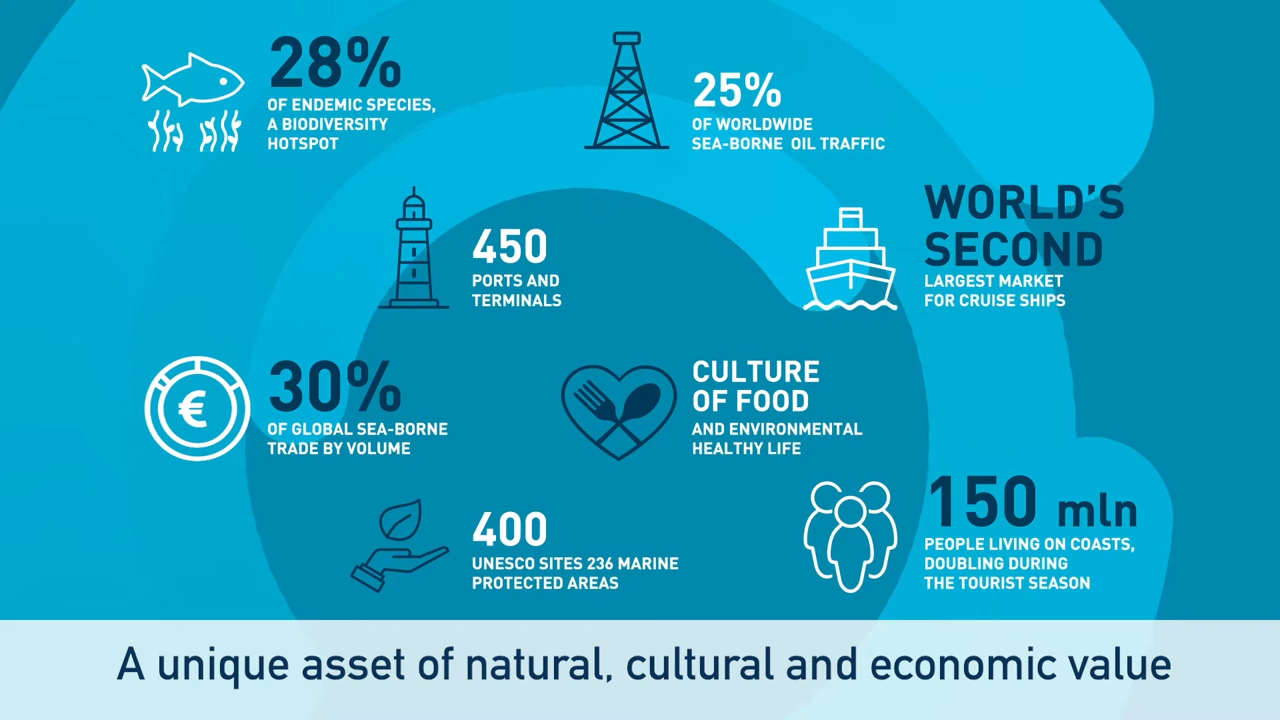 28%
OF ENDEMIC SPECIES,
A BIODIVERSITY
HOTSPOT
25%
OF WORLDWIDE
SEA-BORNE OIL TRAFFIC
450
PORTS AND
TERMINALS
WORLD'S
SECOND
LARGEST MARKET
FOR CRUISE SHIPS
€
30%
OF GLOBAL SEA-BORNE
TRADE BY VOLUME
CULTURE
OF FOOD
AND ENVIRONMENTAL
HEALTHY LIFE
400
UNESCO SITES 236 MARINE
PROTECTED AREAS
150 mln
PEOPLE LIVING ON COASTS,
DOUBLING DURING
THE TOURIST SEASON
A unique asset of natural, cultural and economic value